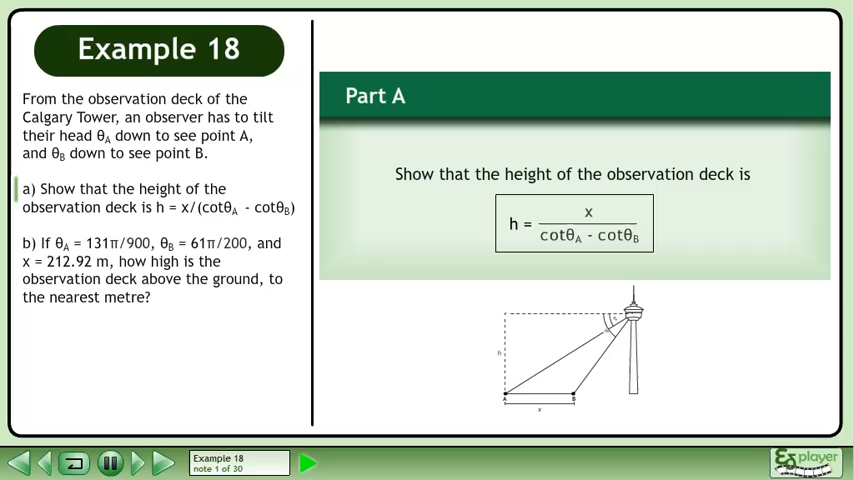 Example 18
From the observation deck of the
Calgary Tower, an observer has to tilt
their head θA down to see point A,
and θB down to see point B.
a) Show that the height of the
observation deck is h = x/(cotθA - cotθB)
b) If θA = 131π/900, θB = 61π/200, and
x = 212.92 m, how high is the
observation deck above the ground, to
the nearest metre?
Part A
Show that the height of the observation deck is
h = x / (cotθA - cotθB)
h
A
B
x
Example 18
note 1 of 30
player